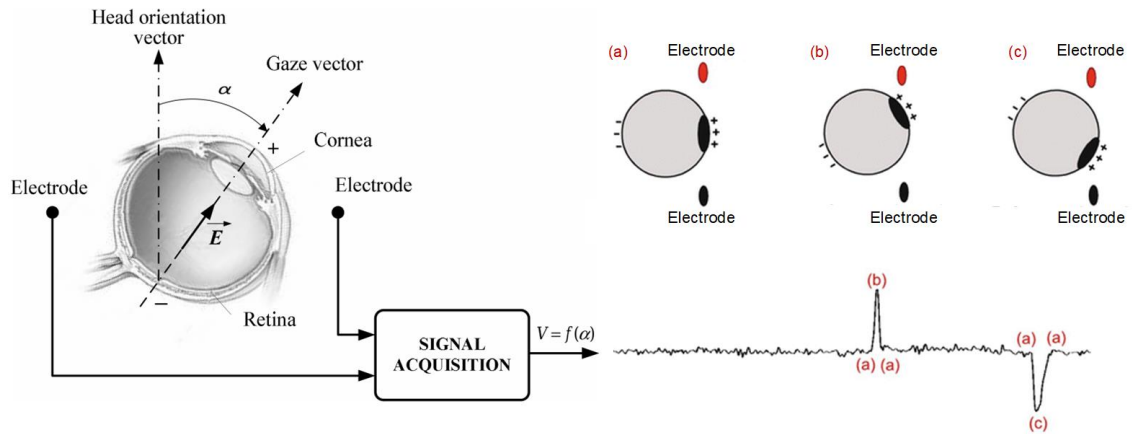 Head orientation
vector
Gaze vector
α
+
Cornea
Electrode
Electrode
E
−
Retina
SIGNAL
ACQUISITION
V = f(α)
(a)
Electrode
+
+
+
- - -
Electrode
(b)
Electrode
+
+
+
- - -
Electrode
(c)
Electrode
- - -
+
+
+
Electrode
(b)
(a) (a)
(a) (a)
(c)